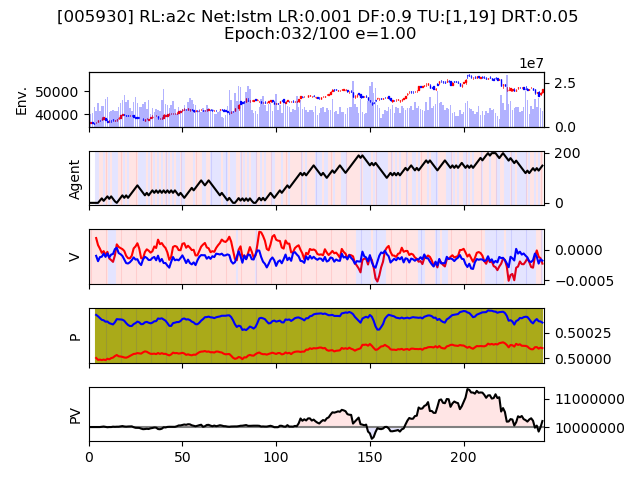 [005930] RL:a2c Net:lstm LR:0.001 DF:0.9 TU:[1,19] DRT:0.05
Epoch:032/100 e=1.00
1e7
Env.
50000
40000
2.5
0.0
Agent
200
0
V
0.0000
−0.0005
P
0.50025
0.50000
PV
11000000
10000000
0
50
100
150
200